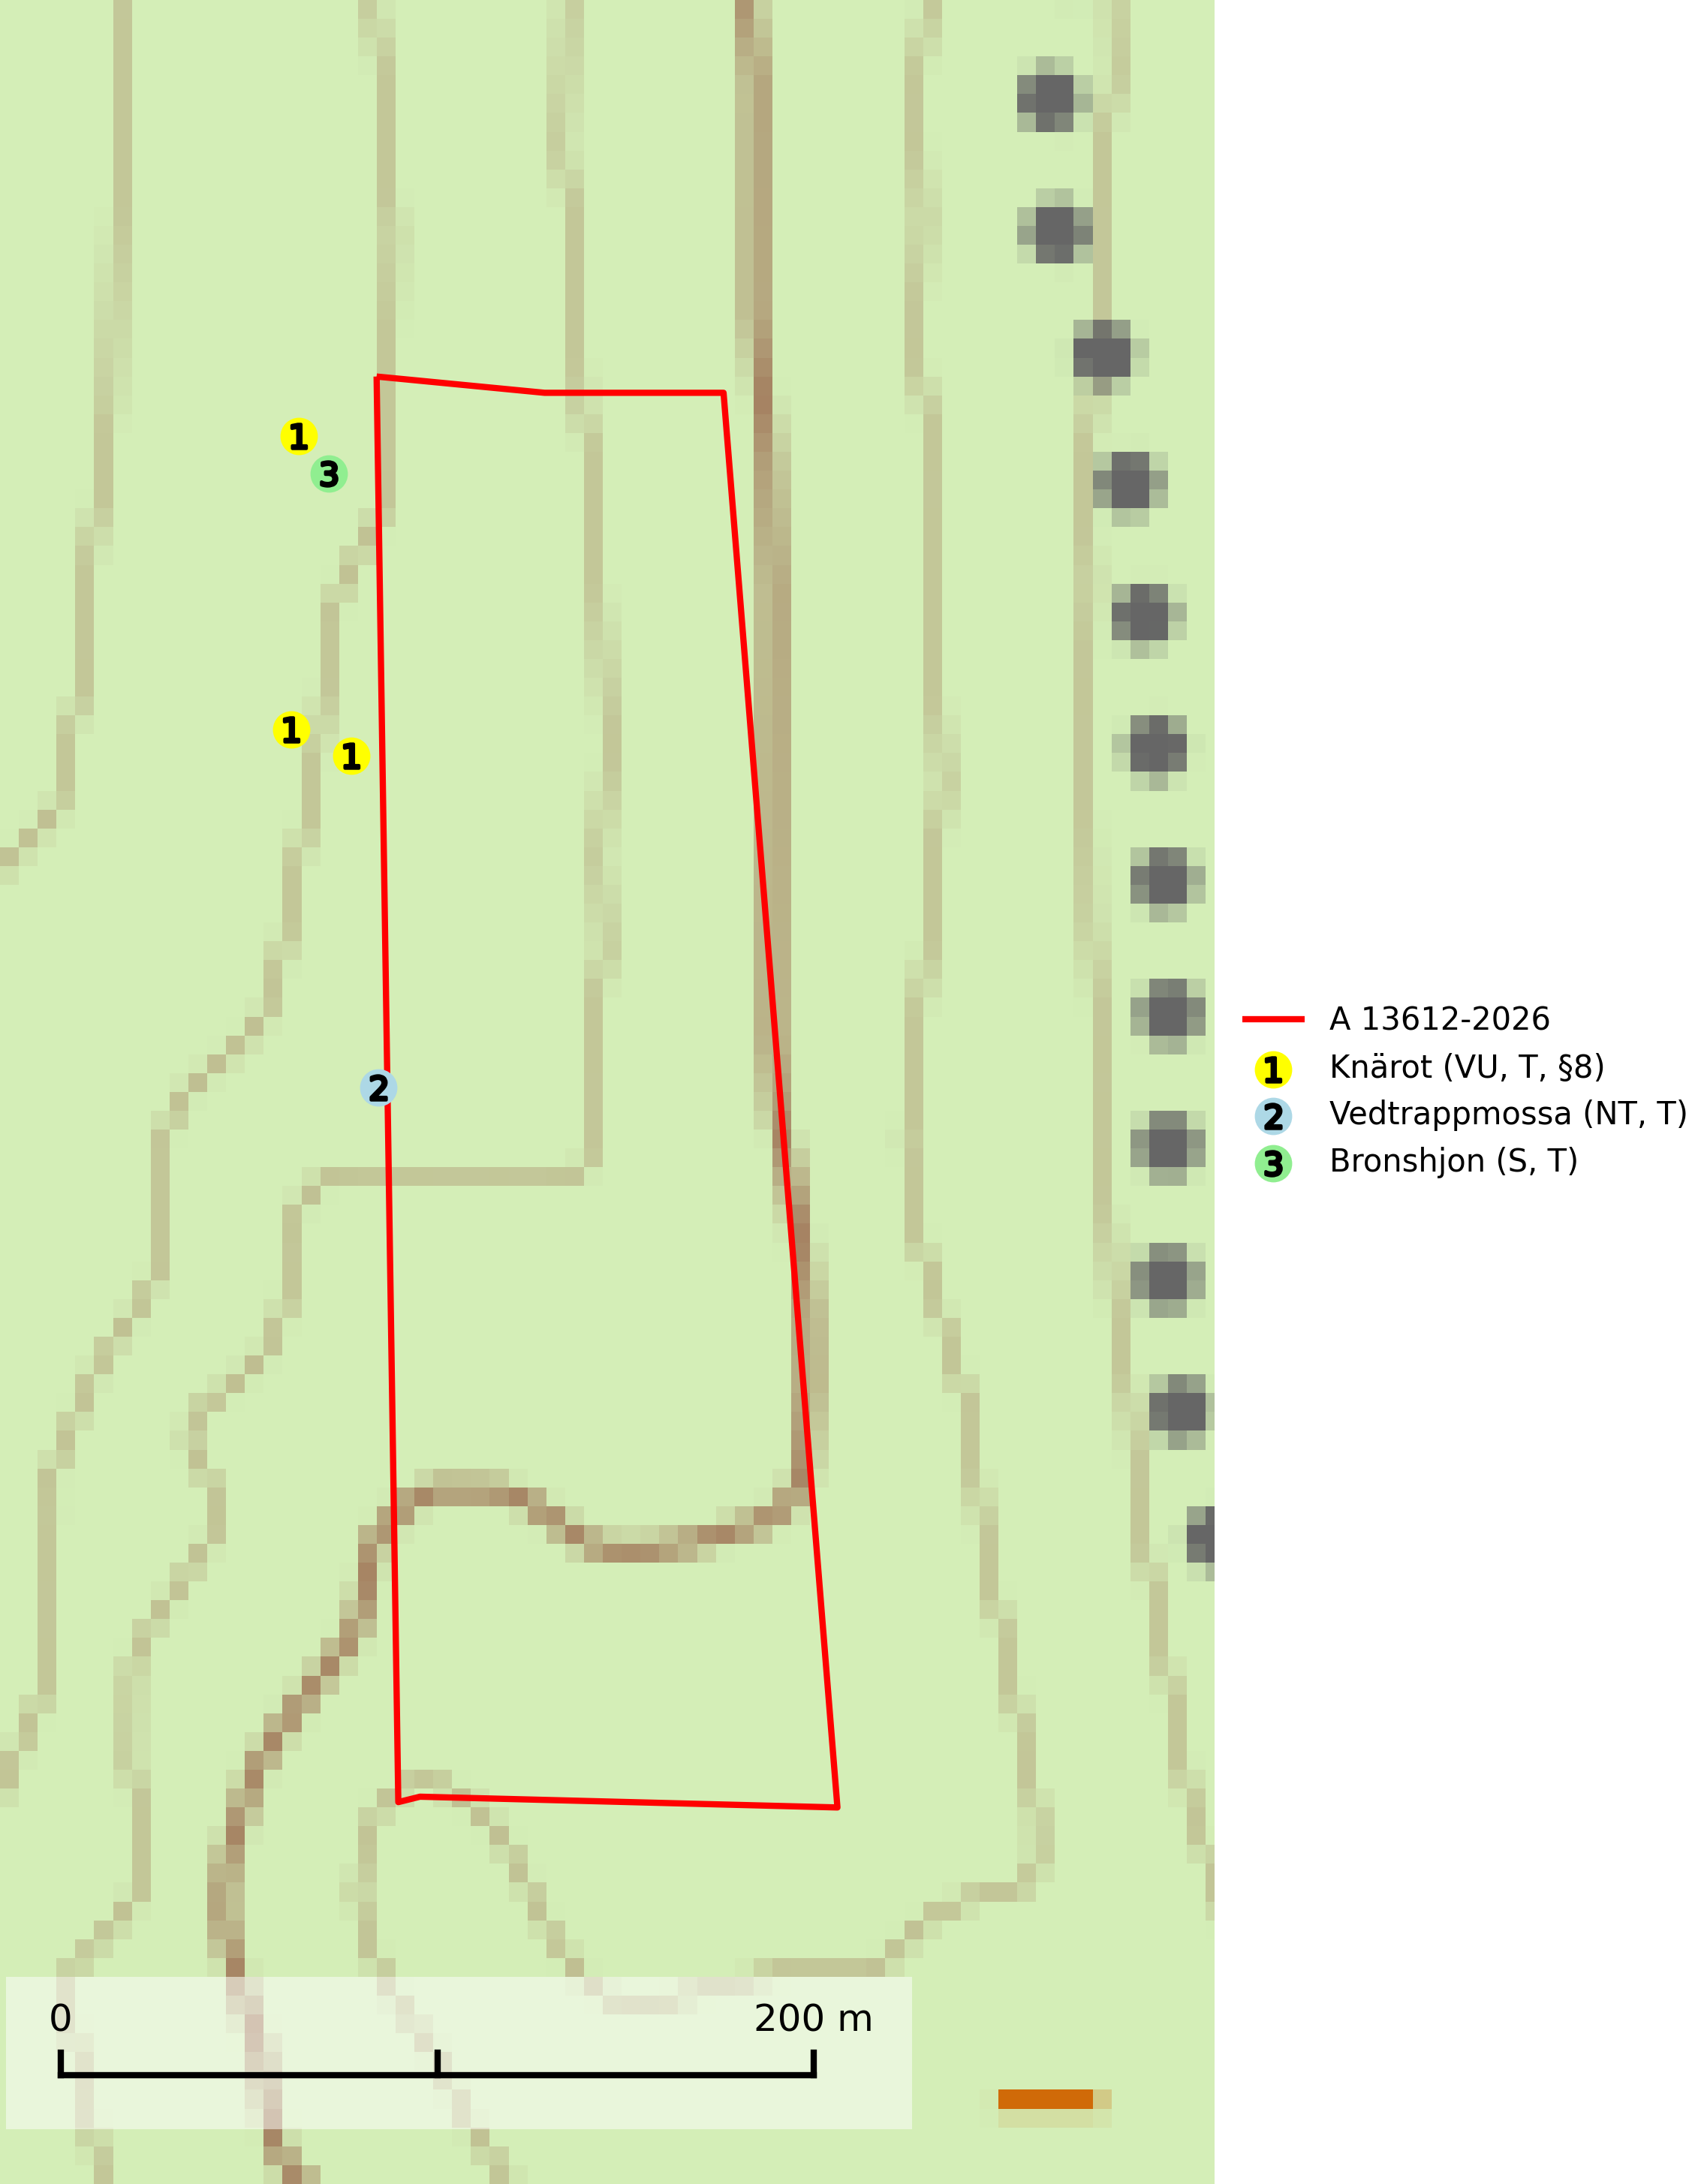 1
3
1
1
2
A 13612-2026
1 Knärot (VU, T, §8)
2 Vedtrappmossa (NT, T)
3 Bronshjon (S, T)
0 200 m